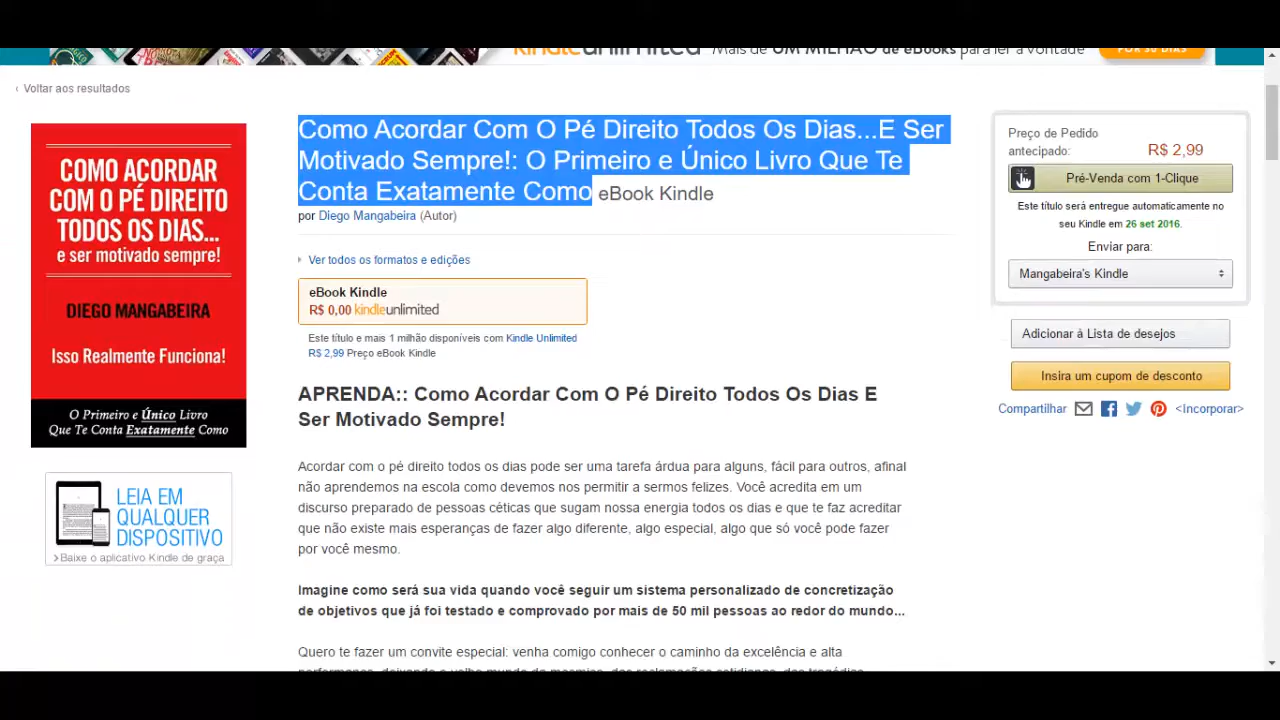 kindleunlimited Mais de UM MILHÃO de eBooks para ler à vontade
POR 30 DIAS
‹ Voltar aos resultados
COMO ACORDAR
COM O PÉ DIREITO
TODOS OS DIAS...
e ser motivado sempre!
DIEGO MANGABEIRA
Isso Realmente Funciona!
O Primeiro e Único Livro
Que Te Conta Exatamente Como
LEIA EM
QUALQUER
DISPOSITIVO
›Baixe o aplicativo Kindle de graça
Como Acordar Com O Pé Direito Todos Os Dias...E Ser
Motivado Sempre!: O Primeiro e Único Livro Que Te
Conta Exatamente Como eBook Kindle
por Diego Mangabeira (Autor)
Ver todos os formatos e edições
eBook Kindle
R$ 0,00 kindleunlimited
Este título e mais 1 milhão disponíveis com Kindle Unlimited
R$ 2,99 Preço eBook Kindle
APRENDA:: Como Acordar Com O Pé Direito Todos Os Dias E
Ser Motivado Sempre!
Acordar com o pé direito todos os dias pode ser uma tarefa árdua para alguns, fácil para outros, afinal
não aprendemos na escola como devemos nos permitir a sermos felizes. Você acredita em um
discurso preparado de pessoas céticas que sugam nossa energia todos os dias e que te faz acreditar
que não existe mais esperanças de fazer algo diferente, algo especial, algo que só você pode fazer
por você mesmo.
Imagine como será sua vida quando você seguir um sistema personalizado de concretização
de objetivos que já foi testado e comprovado por mais de 50 mil pessoas ao redor do mundo...
Quero te fazer um convite especial: venha comigo conhecer o caminho da excelência e alta
Preço de Pedido
antecipado: R$ 2,99
Pré-Venda com 1-Clique
Este título será entregue automaticamente no
seu Kindle em 26 set 2016.
Enviar para:
Mangabeira's Kindle
Adicionar à Lista de desejos
Insira um cupom de desconto
Compartilhar <Incorporar>